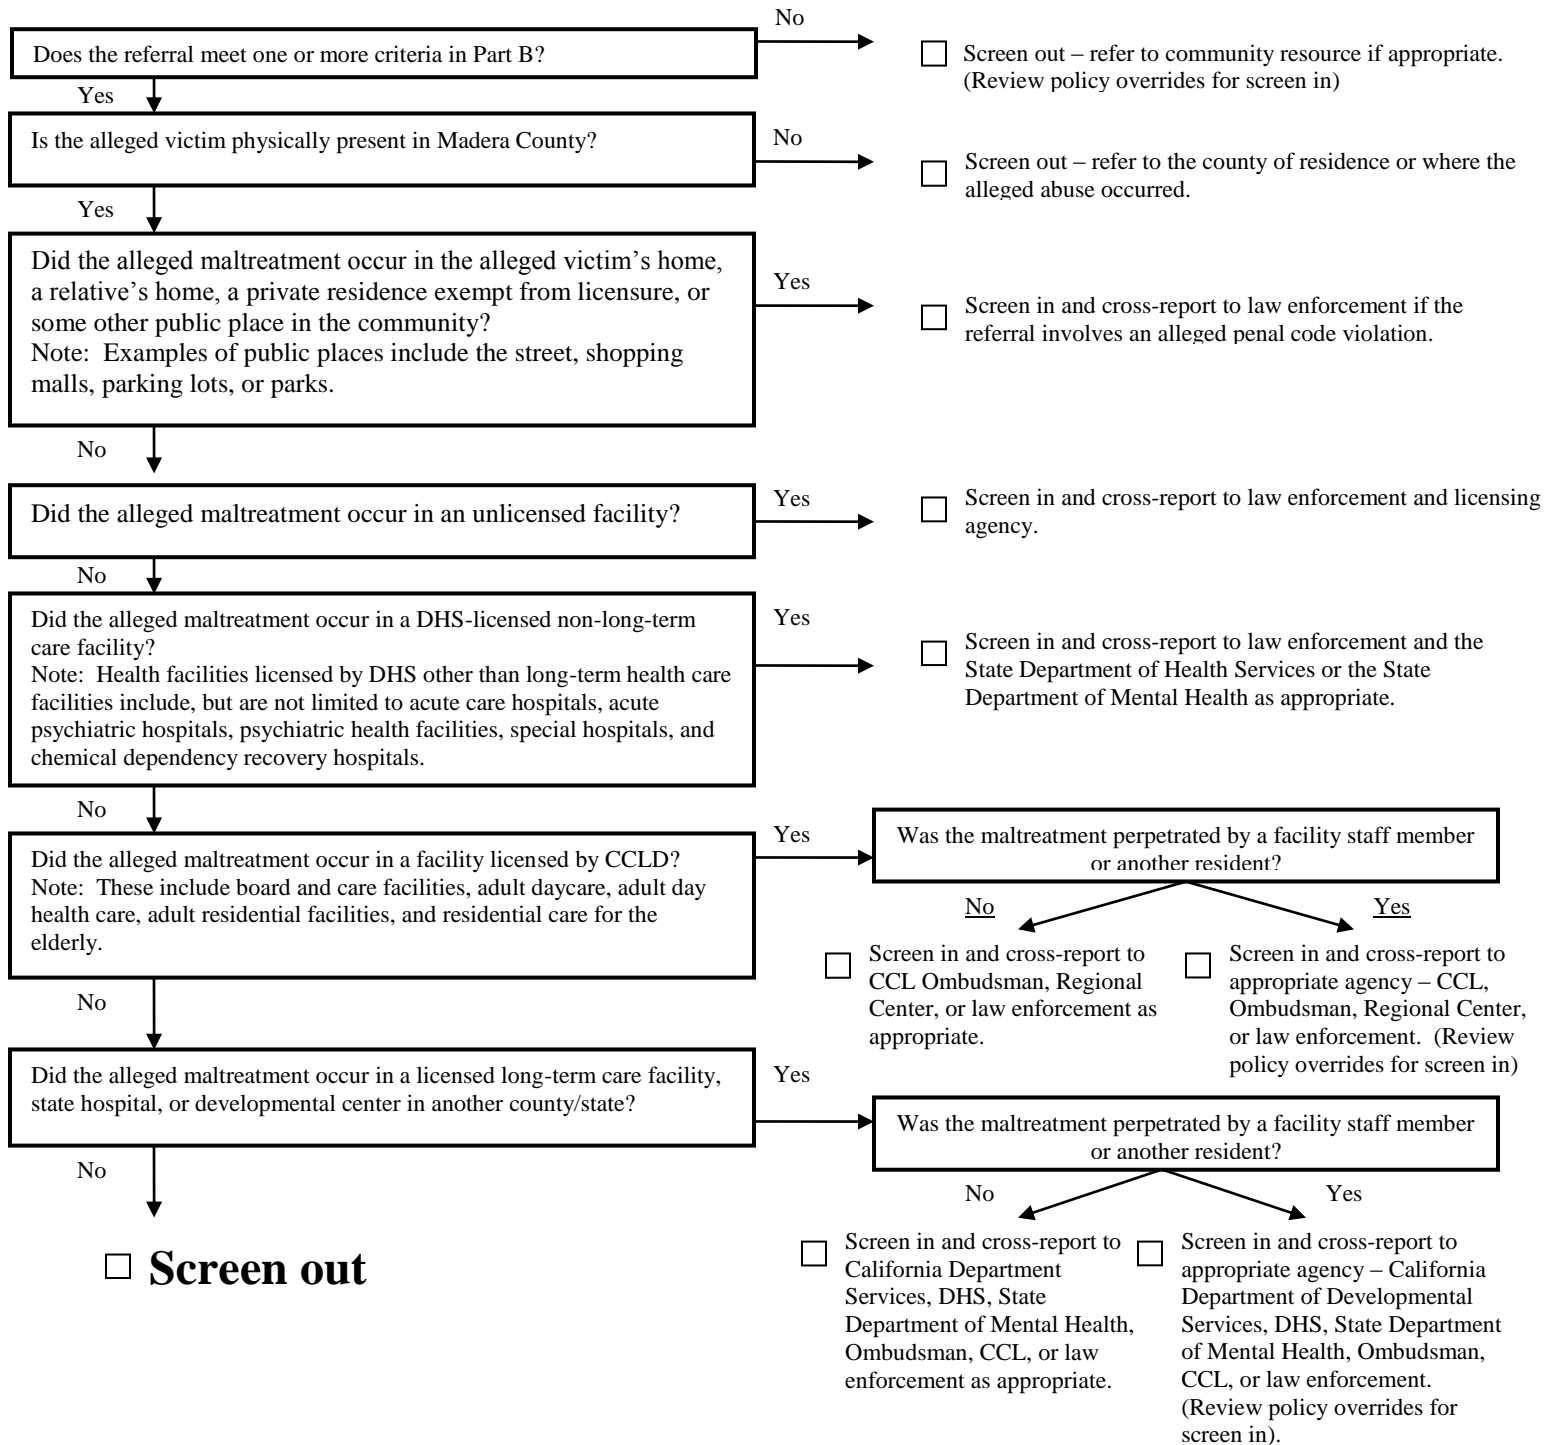 No
Does the referral meet one or more criteria in Part B?
Screen out – refer to community resource if appropriate.
(Review policy overrides for screen in)
Yes
Is the alleged victim physically present in Madera County?
No
Screen out – refer to the county of residence or where the
alleged abuse occurred.
Yes
Did the alleged maltreatment occur in the alleged victim's home,
a relative's home, a private residence exempt from licensure, or
some other public place in the community?
Note: Examples of public places include the street, shopping
malls, parking lots, or parks.
Yes
Screen in and cross-report to law enforcement if the
referral involves an alleged penal code violation.
No
Did the alleged maltreatment occur in an unlicensed facility?
Yes
Screen in and cross-report to law enforcement and licensing
agency.
No
Did the alleged maltreatment occur in a DHS-licensed non-long-term
care facility?
Note: Health facilities licensed by DHS other than long-term health care
facilities include, but are not limited to acute care hospitals, acute
psychiatric hospitals, psychiatric health facilities, special hospitals, and
chemical dependency recovery hospitals.
Yes
Screen in and cross-report to law enforcement and the
State Department of Health Services or the State
Department of Mental Health as appropriate.
No
Did the alleged maltreatment occur in a facility licensed by CCLD?
Note: These include board and care facilities, adult daycare, adult day
health care, adult residential facilities, and residential care for the
elderly.
Yes
Was the maltreatment perpetrated by a facility staff member
or another resident?
No
Yes
Screen in and cross-report to
CCL Ombudsman, Regional
Center, or law enforcement as
appropriate.
Screen in and cross-report to
appropriate agency – CCL,
Ombudsman, Regional Center,
or law enforcement. (Review
policy overrides for screen in)
No
Did the alleged maltreatment occur in a licensed long-term care facility,
state hospital, or developmental center in another county/state?
Yes
Was the maltreatment perpetrated by a facility staff member
or another resident?
No
Yes
Screen in and cross-report to
California Department
Services, DHS, State
Department of Mental Health,
Ombudsman, CCL, or law
enforcement as appropriate.
Screen in and cross-report to
appropriate agency – California
Department of Developmental
Services, DHS, State Department
of Mental Health, Ombudsman,
CCL, or law enforcement.
(Review policy overrides for
screen in).
No
Screen out